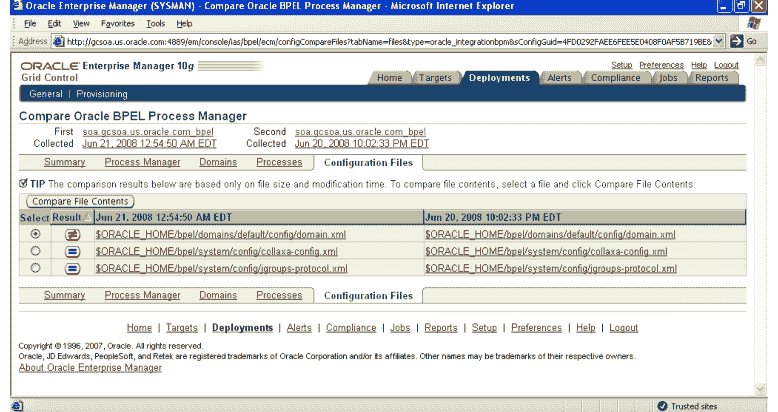 Oracle Enterprise Manager (SYSMAN) - Compare Oracle BPEL Process Manager - Microsoft Internet Explorer
File Edit View Favorites Tools Help
Address http://gcsoa.us.oracle.com:4889/em/console/ias/bpel/ecm/configCompareFiles?tabName=files&type=oracle_integrationbpm&sConfigGuid=4FD0292FAEE6FEE5E0408F0AF5B719BE& Go
ORACLE Enterprise Manager 10g
Setup Preferences Help Logout
Grid Control
Home Targets Deployments Alerts Compliance Jobs Reports
General | Provisioning
Compare Oracle BPEL Process Manager
First soa.gcsoa.us.oracle.com_bpel Second soa.gcsoa.us.oracle.com_bpel
Collected Jun 21, 2008 12:54:50 AM EDT Collected Jun 20, 2008 10:02:33 PM EDT
Summary Process Manager Domains Processes Configuration Files
TIP The comparison results below are based only on file size and modification time. To compare file contents, select a file and click Compare File Contents.
Compare File Contents
Select Result Jun 21, 2008 12:54:50 AM EDT Jun 20, 2008 10:02:33 PM EDT
$ORACLE_HOME/bpel/domains/default/config/domain.xml $ORACLE_HOME/bpel/domains/default/config/domain.xml
$ORACLE_HOME/bpel/system/config/collaxa-config.xml $ORACLE_HOME/bpel/system/config/collaxa-config.xml
$ORACLE_HOME/bpel/system/config/jgroups-protocol.xml $ORACLE_HOME/bpel/system/config/jgroups-protocol.xml
Summary Process Manager Domains Processes Configuration Files
Home | Targets | Deployments | Alerts | Compliance | Jobs | Reports | Setup | Preferences | Help | Logout
Copyright © 1996, 2007, Oracle. All rights reserved.
Oracle, JD Edwards, PeopleSoft, and Retek are registered trademarks of Oracle Corporation and/or its affiliates. Other names may be trademarks of their respective owners.
About Oracle Enterprise Manager
Trusted sites